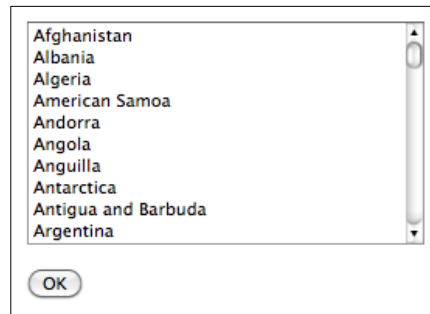 Afghanistan
Albania
Algeria
American Samoa
Andorra
Angola
Anguilla
Antarctica
Antigua and Barbuda
Argentina
OK